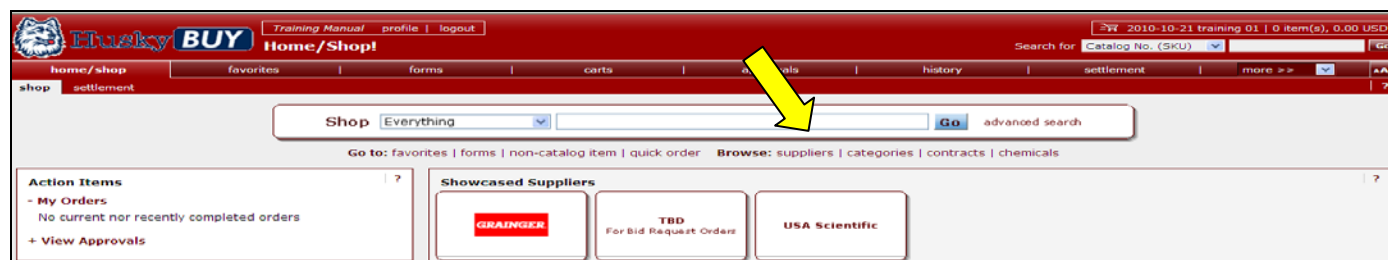 Husky BUY Training Manual profile | logout 2010-10-21 training 01 | 0 item(s), 0.00 USD
Home/Shop! Search for Catalog No. (SKU)
home/shop favorites | forms | carts | | history | settlement | more >>
shop settlement | ?
Shop Everything Go advanced search
Go to: favorites | forms | non-catalog item | quick order Browse: suppliers | categories | contracts | chemicals
Action Items ? Showcased Suppliers ?
- My Orders
No current nor recently completed orders
+ View Approvals
GRAINGER
TBD
For Bid Request Orders
USA Scientific